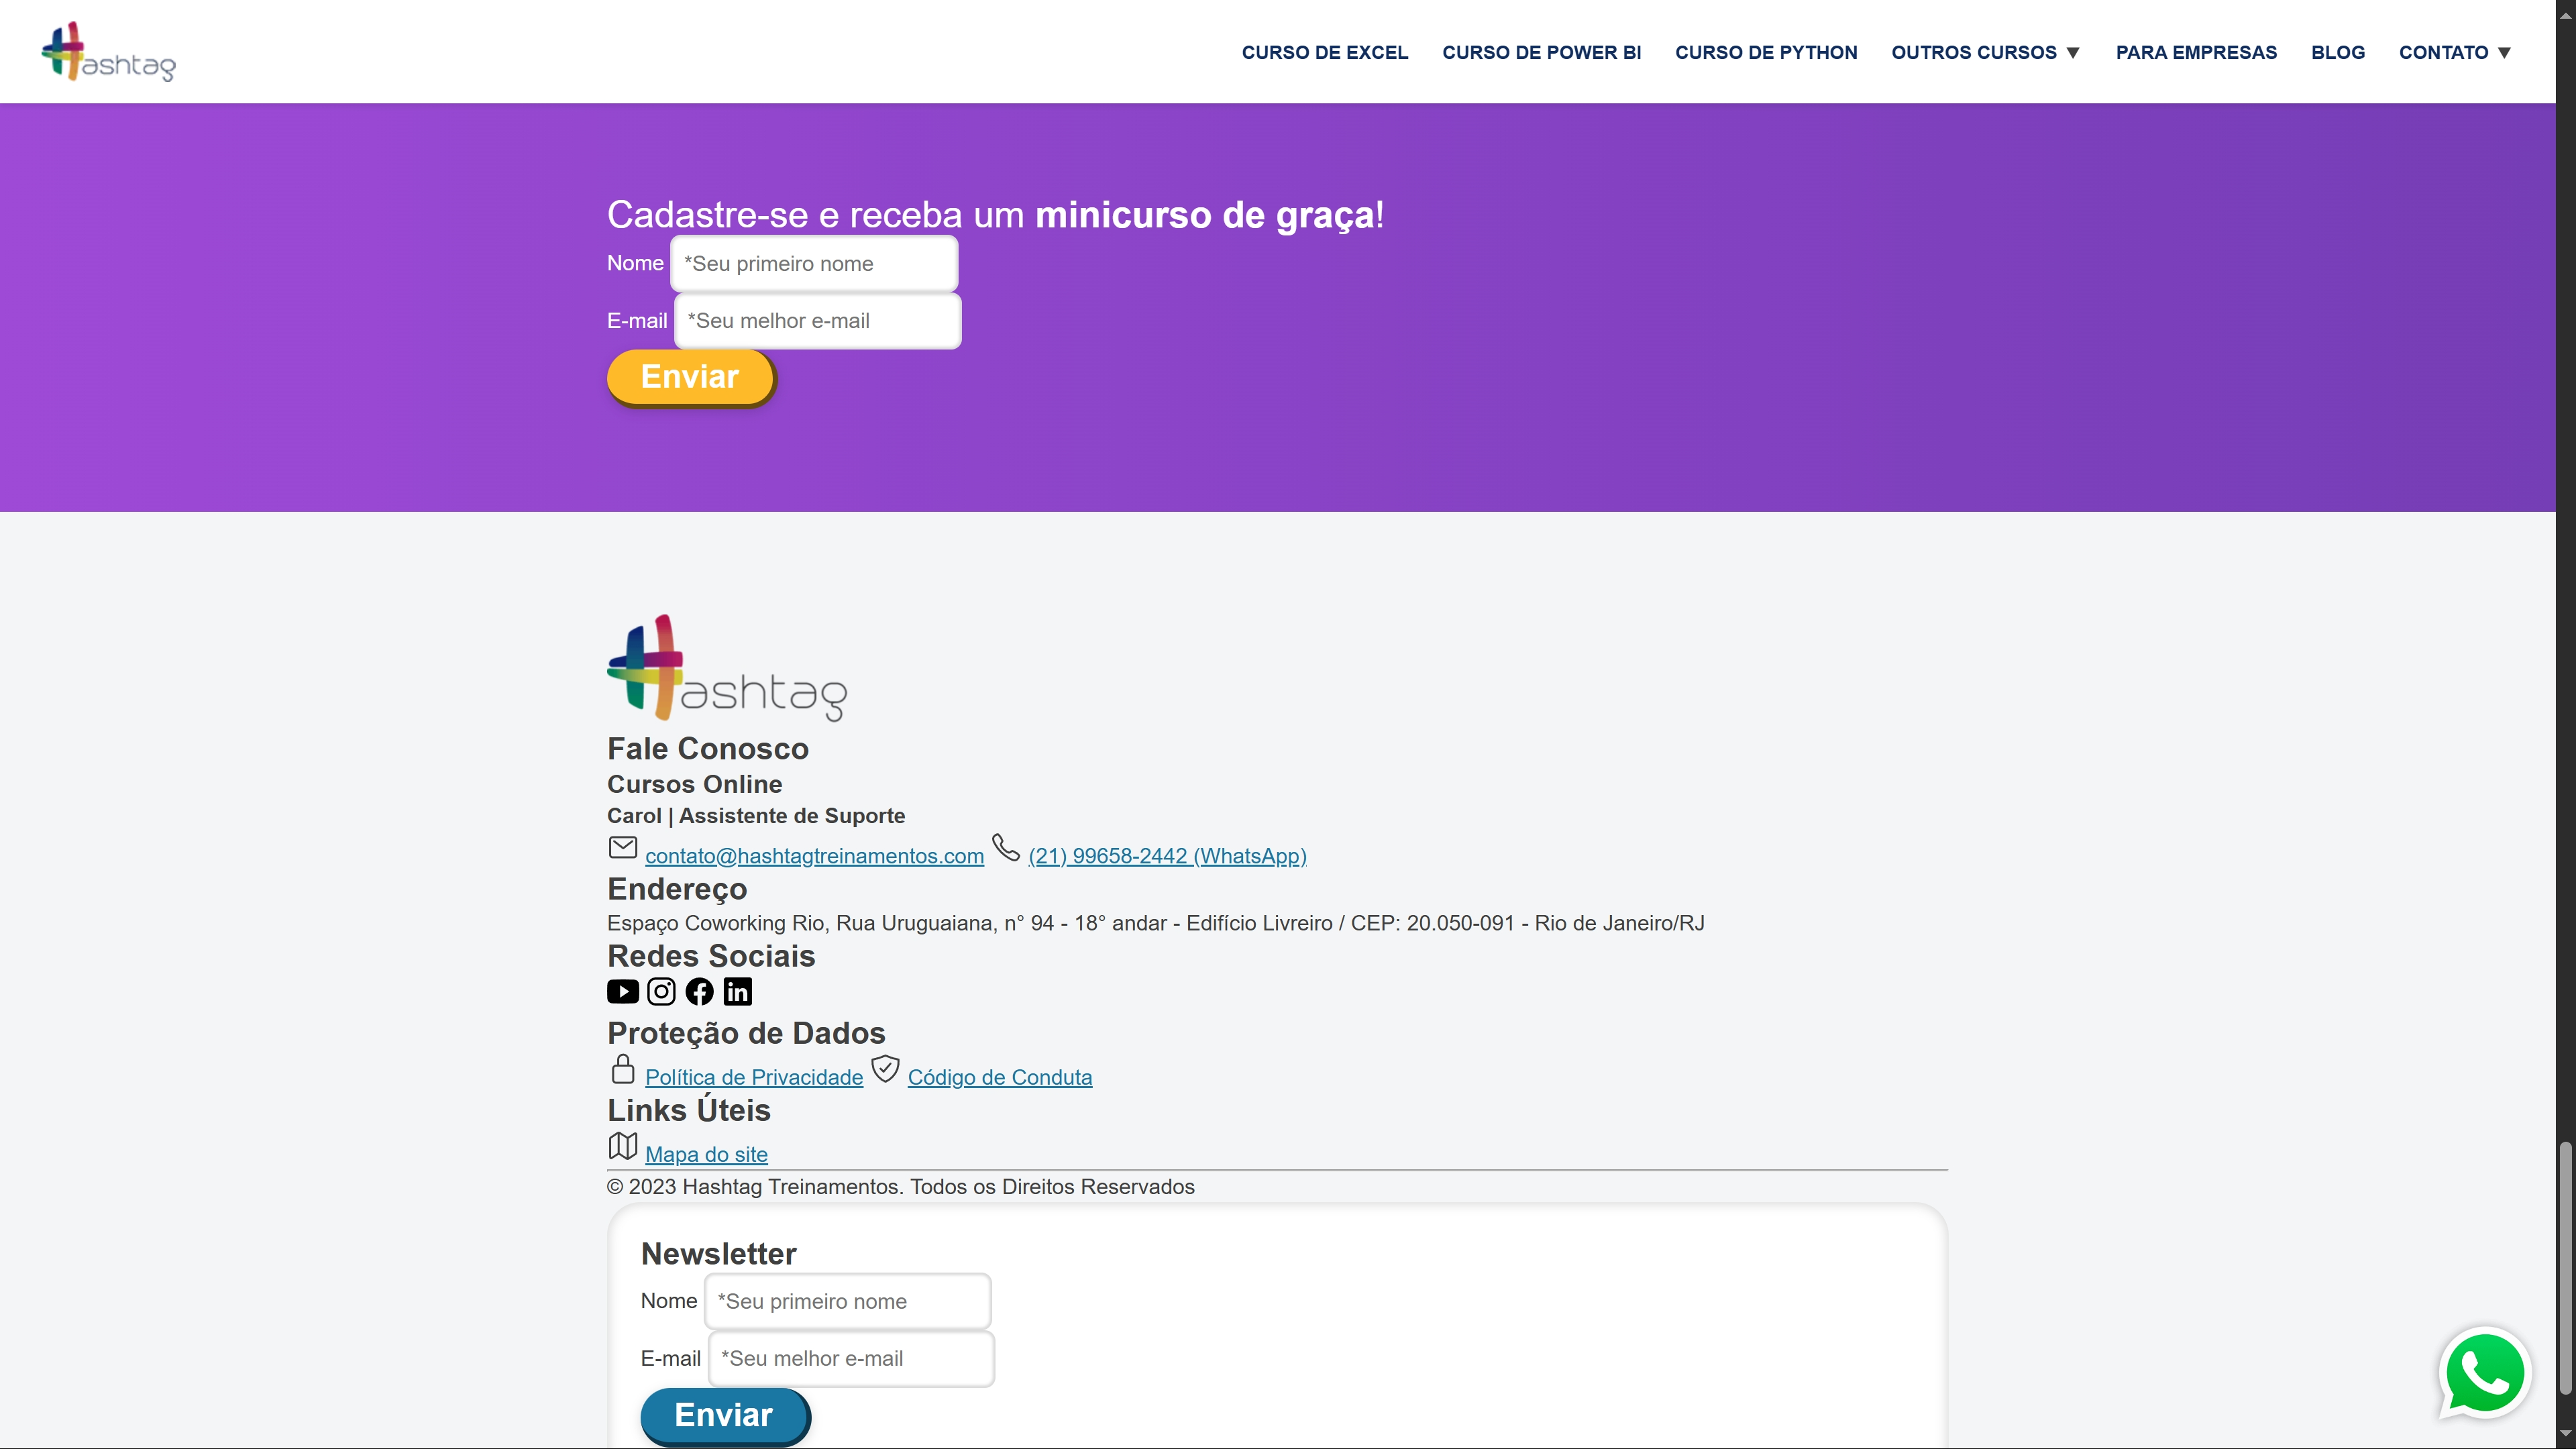 Hashtag
CURSO DE EXCEL CURSO DE POWER BI CURSO DE PYTHON OUTROS CURSOS ▼ PARA EMPRESAS BLOG CONTATO ▼
Cadastre-se e receba um minicurso de graça!
Nome *Seu primeiro nome
E-mail *Seu melhor e-mail
Enviar
Hashtag
Fale Conosco
Cursos Online
Carol | Assistente de Suporte
contato@hashtagtreinamentos.com (21) 99658-2442 (WhatsApp)
Endereço
Espaço Coworking Rio, Rua Uruguaiana, n° 94 - 18° andar - Edifício Livreiro / CEP: 20.050-091 - Rio de Janeiro/RJ
Redes Sociais
Proteção de Dados
Política de Privacidade Código de Conduta
Links Úteis
Mapa do site
© 2023 Hashtag Treinamentos. Todos os Direitos Reservados
Newsletter
Nome *Seu primeiro nome
E-mail *Seu melhor e-mail
Enviar